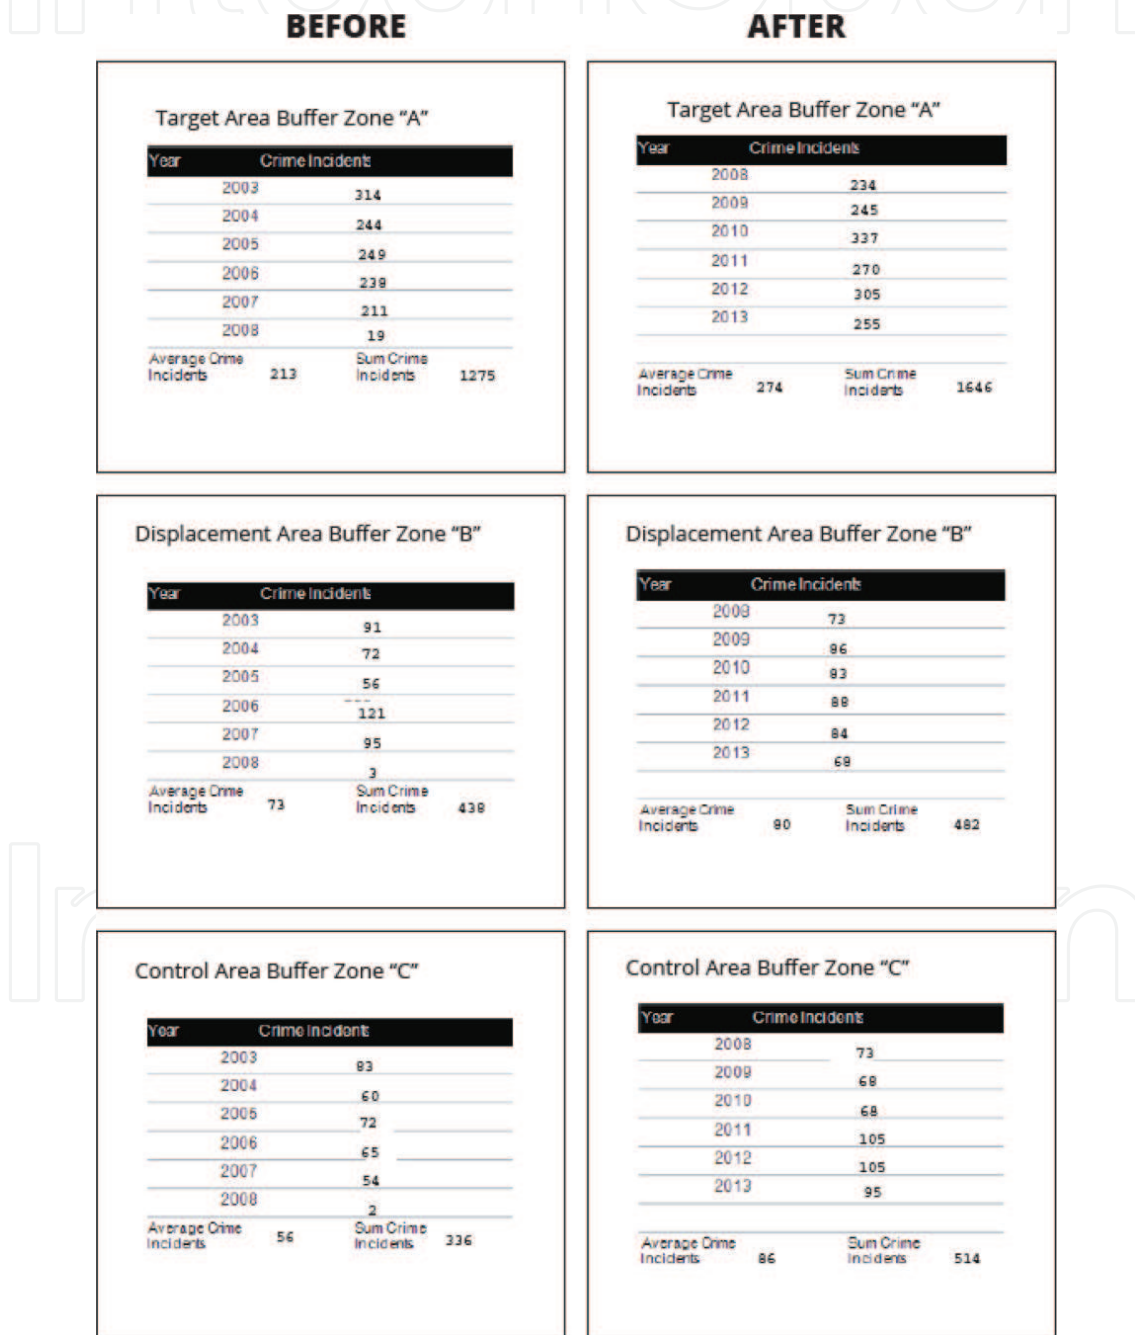 BEFORE
AFTER
Target Area Buffer Zone “A”
Year Crime Incidents
2003 314
2004 244
2005 249
2006 238
2007 211
2008 19
Average Crime Incidents 213 Sum Crime Incidents 1275
Target Area Buffer Zone “A”
Year Crime Incidents
2008 234
2009 245
2010 337
2011 270
2012 305
2013 255
Average Crime Incidents 274 Sum Crime Incidents 1646
Displacement Area Buffer Zone “B”
Year Crime Incidents
2003 91
2004 72
2005 56
2006 121
2007 95
2008 3
Average Crime Incidents 73 Sum Crime Incidents 438
Displacement Area Buffer Zone “B”
Year Crime Incidents
2008 73
2009 86
2010 83
2011 88
2012 84
2013 68
Average Crime Incidents 80 Sum Crime Incidents 482
Control Area Buffer Zone “C”
Year Crime Incidents
2003 83
2004 60
2005 72
2006 65
2007 54
2008 2
Average Crime Incidents 56 Sum Crime Incidents 336
Control Area Buffer Zone “C”
Year Crime Incidents
2008 73
2009 68
2010 68
2011 105
2012 105
2013 95
Average Crime Incidents 86 Sum Crime Incidents 514